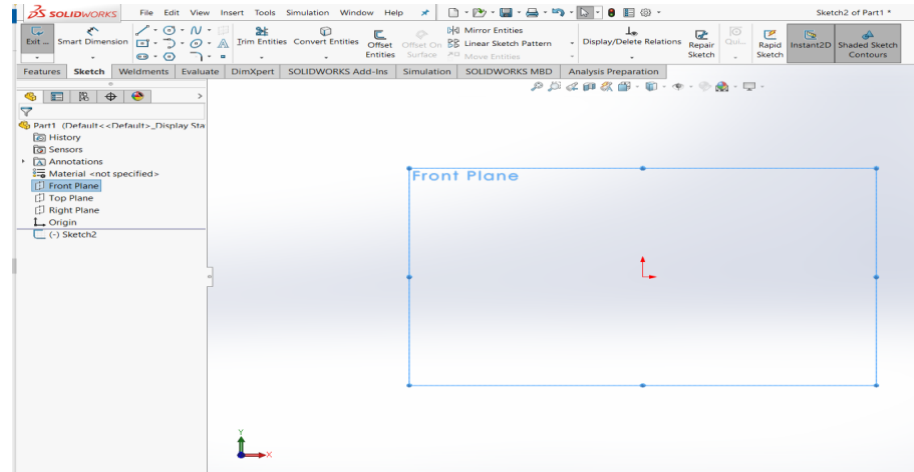 SOLIDWORKS File Edit View Insert Tools Simulation Window Help Sketch2 of Part1 *
Exit ... Smart Dimension Trim Entities Convert Entities Offset Entities Offset On Surface Mirror Entities Linear Sketch Pattern Move Entities Display/Delete Relations Repair Sketch Qui... Rapid Sketch Instant2D Shaded Sketch Contours
Features Sketch Weldments Evaluate DimXpert SOLIDWORKS Add-Ins Simulation SOLIDWORKS MBD Analysis Preparation
Part1 (Default<<Default>_Display Sta
History
Sensors
Annotations
Material <not specified>
Front Plane
Top Plane
Right Plane
Origin
(-) Sketch2
Front Plane
Y
X